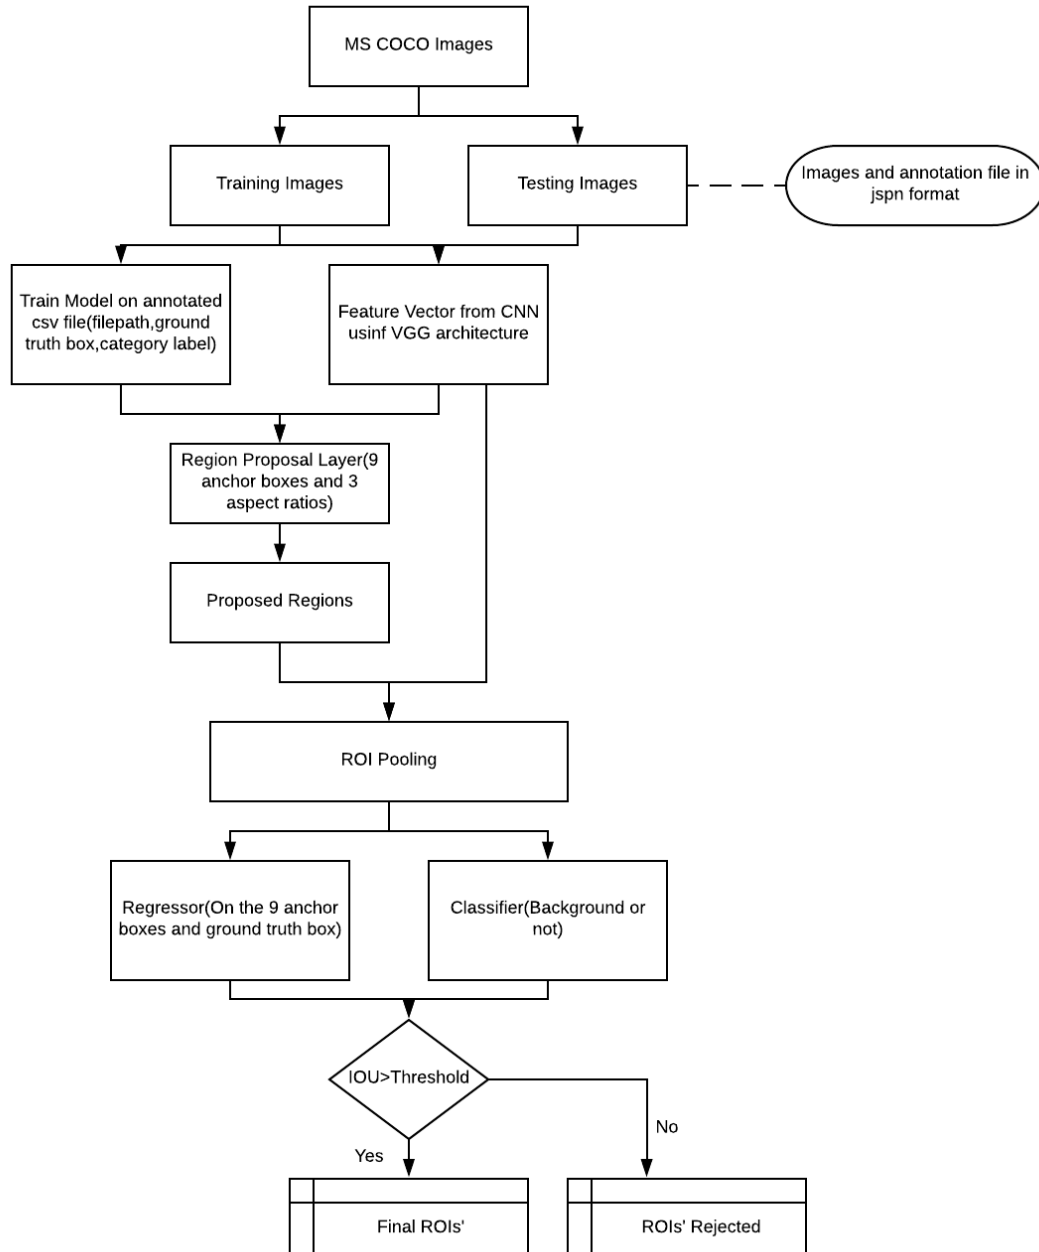 MS COCO Images
Training Images
Testing Images
Images and annotation file in
jspn format
Train Model on annotated
csv file(filepath,ground
truth box,category label)
Feature Vector from CNN
usinf VGG architecture
Region Proposal Layer(9
anchor boxes and 3
aspect ratios)
Proposed Regions
ROI Pooling
Regressor(On the 9 anchor
boxes and ground truth box)
Classifier(Background or
not)
IOU>Threshold
No
Yes
Final ROIs'
ROIs' Rejected